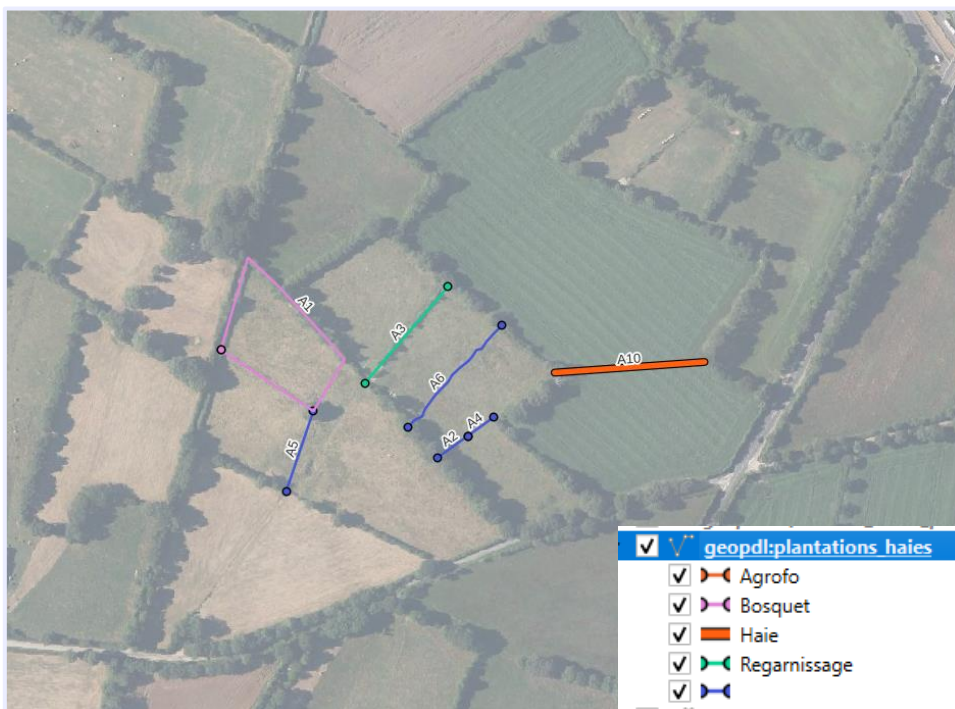 A1
A3
A10
A6
A4
A2
A5
geopdl:plantations_haies
Agrofo
Bosquet
Haie
Regarnissage